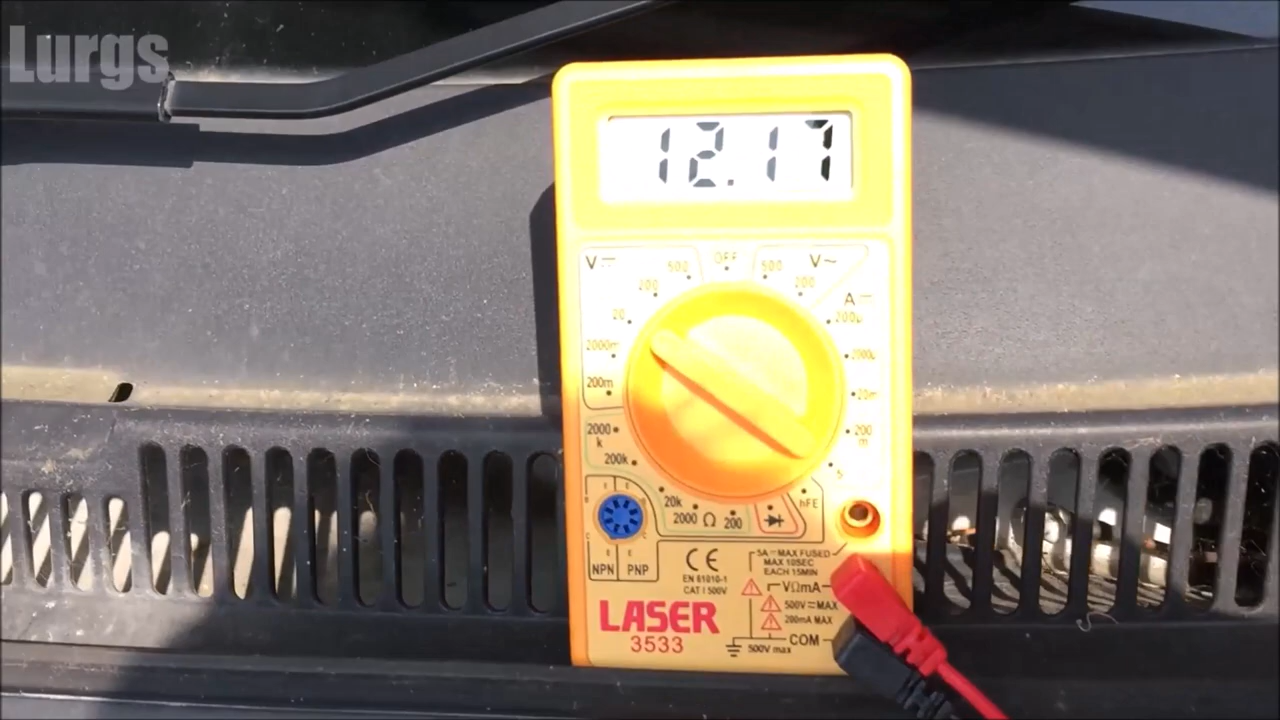 Lurgs
12.17
V⎓ 500 OFF 500 V~
200 200
A⎓
20 200µ
2000m 2000µ
200m 20m
2000k 200m
200k
20k hFE
2000 Ω 200
E E
B B
C C
E E
NPN PNP
CE
EN 61010-1
CAT I 500V
5A⎓MAX FUSED
MAX 10SEC
EACH 15MIN
VΩmA
500V⎓MAX
200mA MAX
COM
500V max
LASER
3533